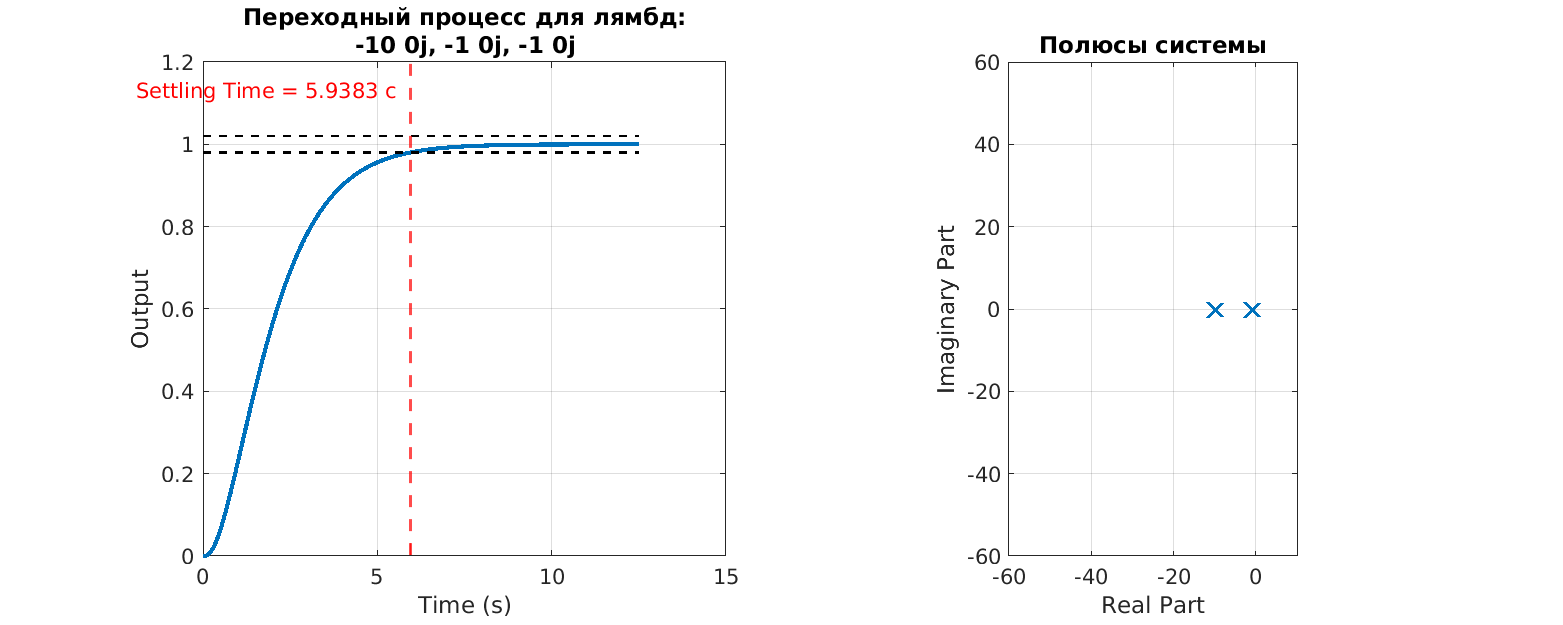 Переходный процесс для лямбд:
-10 0j, -1 0j, -1 0j
Settling Time = 5.9383 c
1.2
1
0.8
0.6
0.4
0.2
0
Output
0
5
10
15
Time (s)
Полюсы системы
60
40
20
0
-20
-40
-60
Imaginary Part
-60
-40
-20
0
Real Part